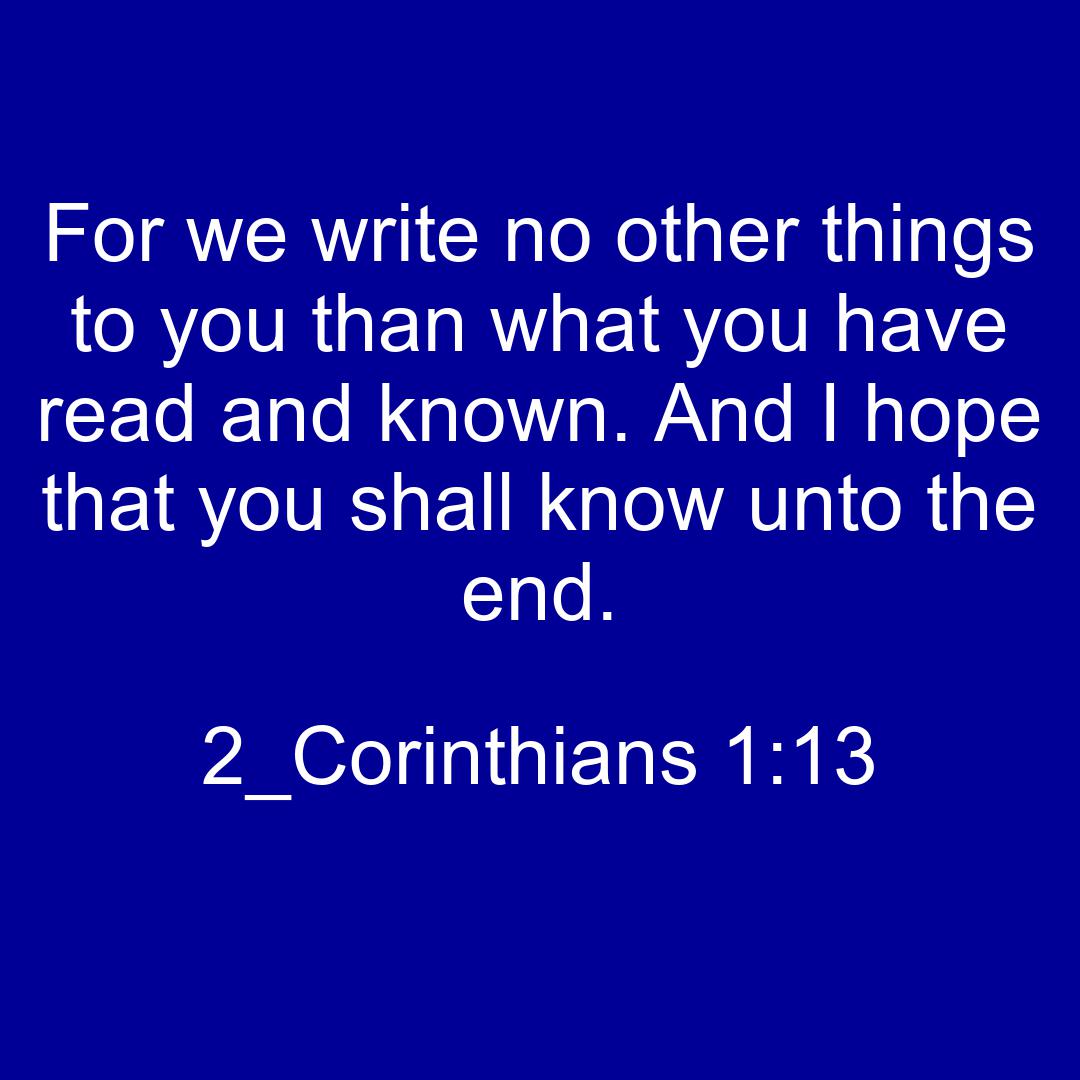 For we write no other things
to you than what you have
read and known. And I hope
that you shall know unto the
end.
2_Corinthians 1:13